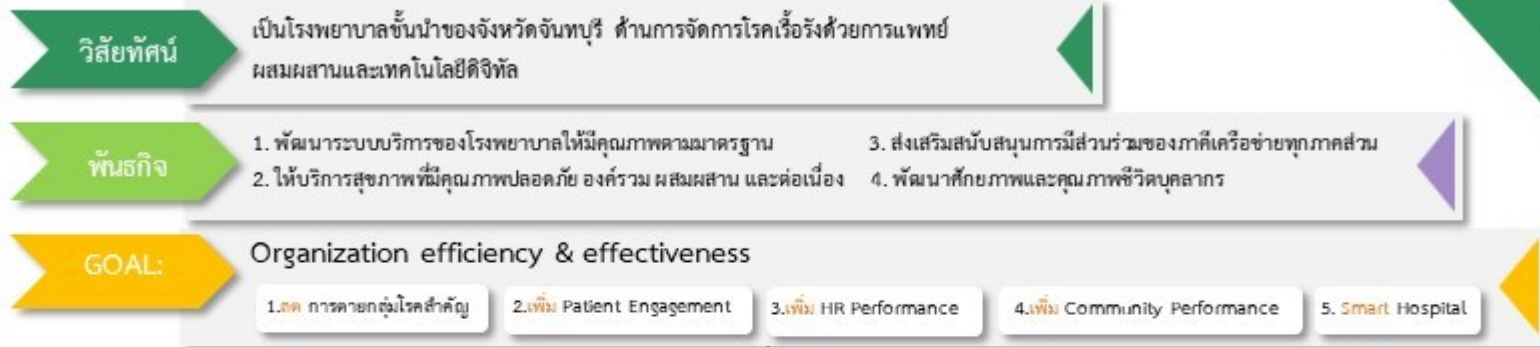 วิสัยทัศน์
เป็นโรงพยาบาลชั้นนำของจังหวัดจันทบุรี ด้านการจัดการโรคเรื้อรังด้วยการแพทย์
ผสมผสานและเทคโนโลยีดิจิทัล
พันธกิจ
1. พัฒนาระบบบริการของโรงพยาบาลให้มีคุณภาพตามมาตรฐาน
2. ให้บริการสุขภาพที่มีคุณภาพปลอดภัย องค์รวม ผสมผสาน และต่อเนื่อง
3. ส่งเสริมสนับสนุนการมีส่วนร่วมของภาคีเครือข่ายทุกภาคส่วน
4. พัฒนาศักยภาพและคุณภาพชีวิตบุคลากร
GOAL:
Organization efficiency & effectiveness
1.ลด การตายกลุ่มโรคสำคัญ
2.เพิ่ม Patient Engagement
3.เพิ่ม HR Performance
4.เพิ่ม Community Performance
5. Smart Hospital